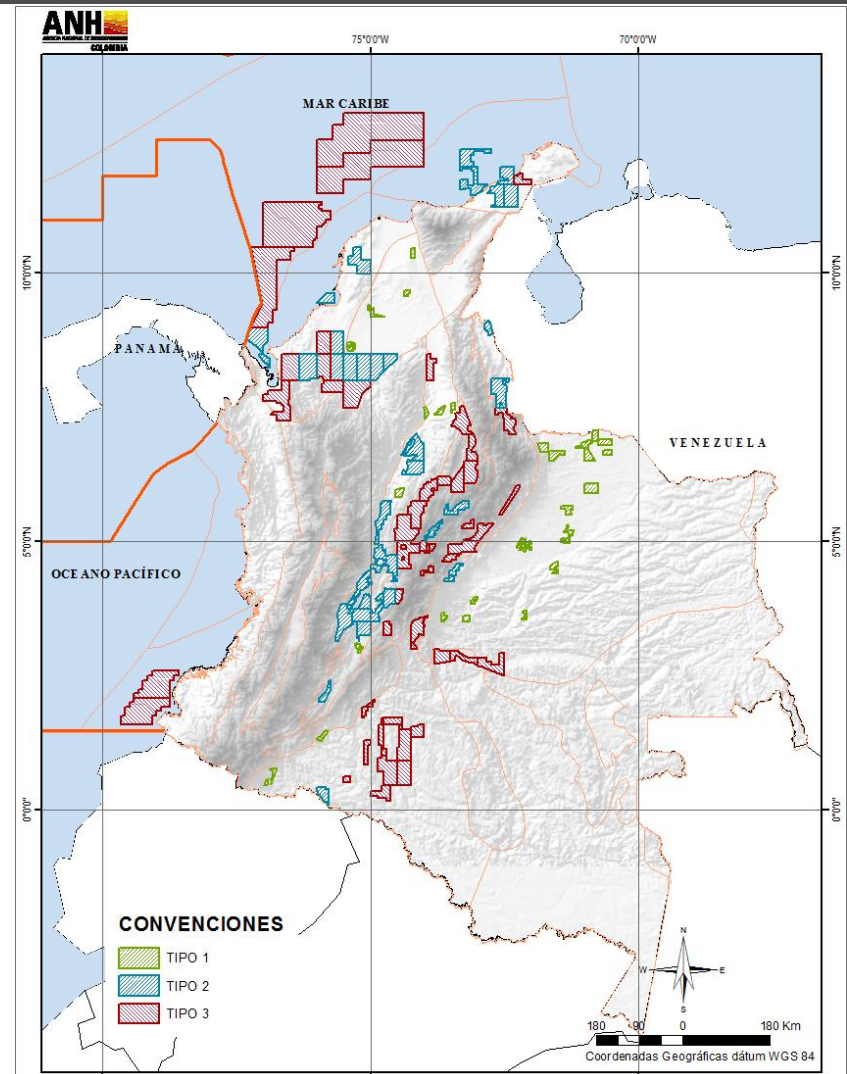 ANH
COLOMBIA
75°0'0"W
70°0'0"W
MAR CARIBE
10°0'0"N
10°0'0"N
PANAMÁ
VENEZUELA
5°0'0"N
5°0'0"N
OCEANO PACÍFICO
0°0'0"
0°0'0"
CONVENCIONES
TIPO 1
TIPO 2
TIPO 3
N
W
E
S
180 90 0 180 Km
Coordenadas Geográficas dátum WGS 84